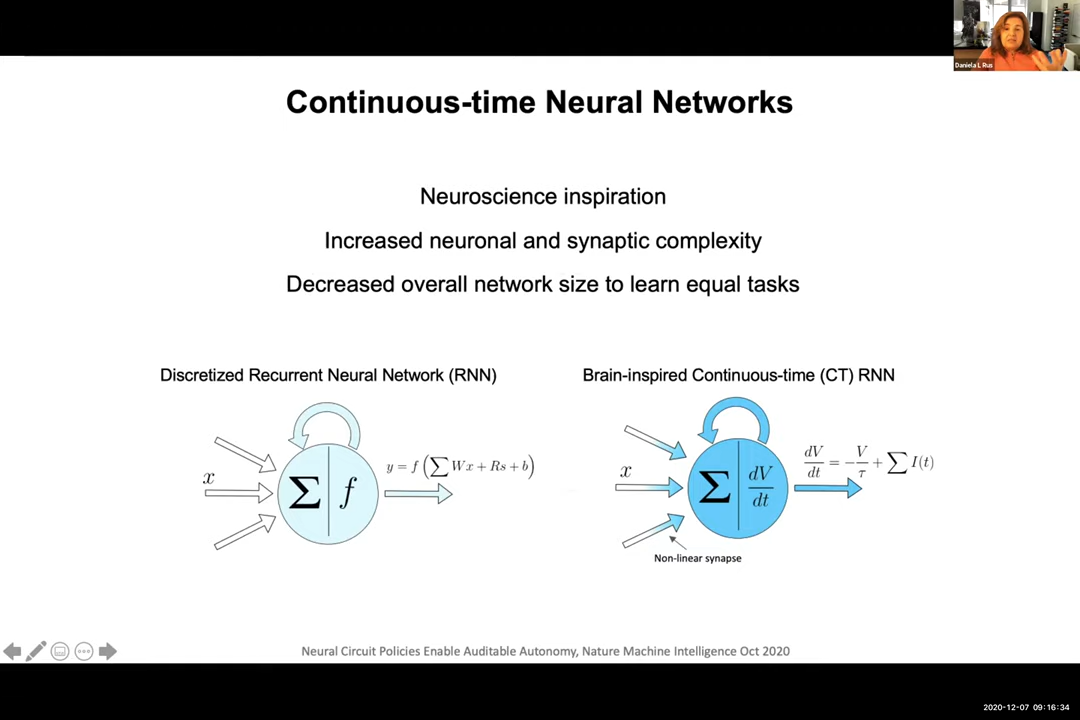 Daniela L Rus
Continuous-time Neural Networks
Neuroscience inspiration
Increased neuronal and synaptic complexity
Decreased overall network size to learn equal tasks
Discretized Recurrent Neural Network (RNN)
x
Σ f
y = f (∑ Wx + Rs + b)
Brain-inspired Continuous-time (CT) RNN
x
Σ dV/dt
dV/dt = −V/τ + ∑ I(t)
Non-linear synapse
Neural Circuit Policies Enable Auditable Autonomy, Nature Machine Intelligence Oct 2020
2020-12-07 09:16:34